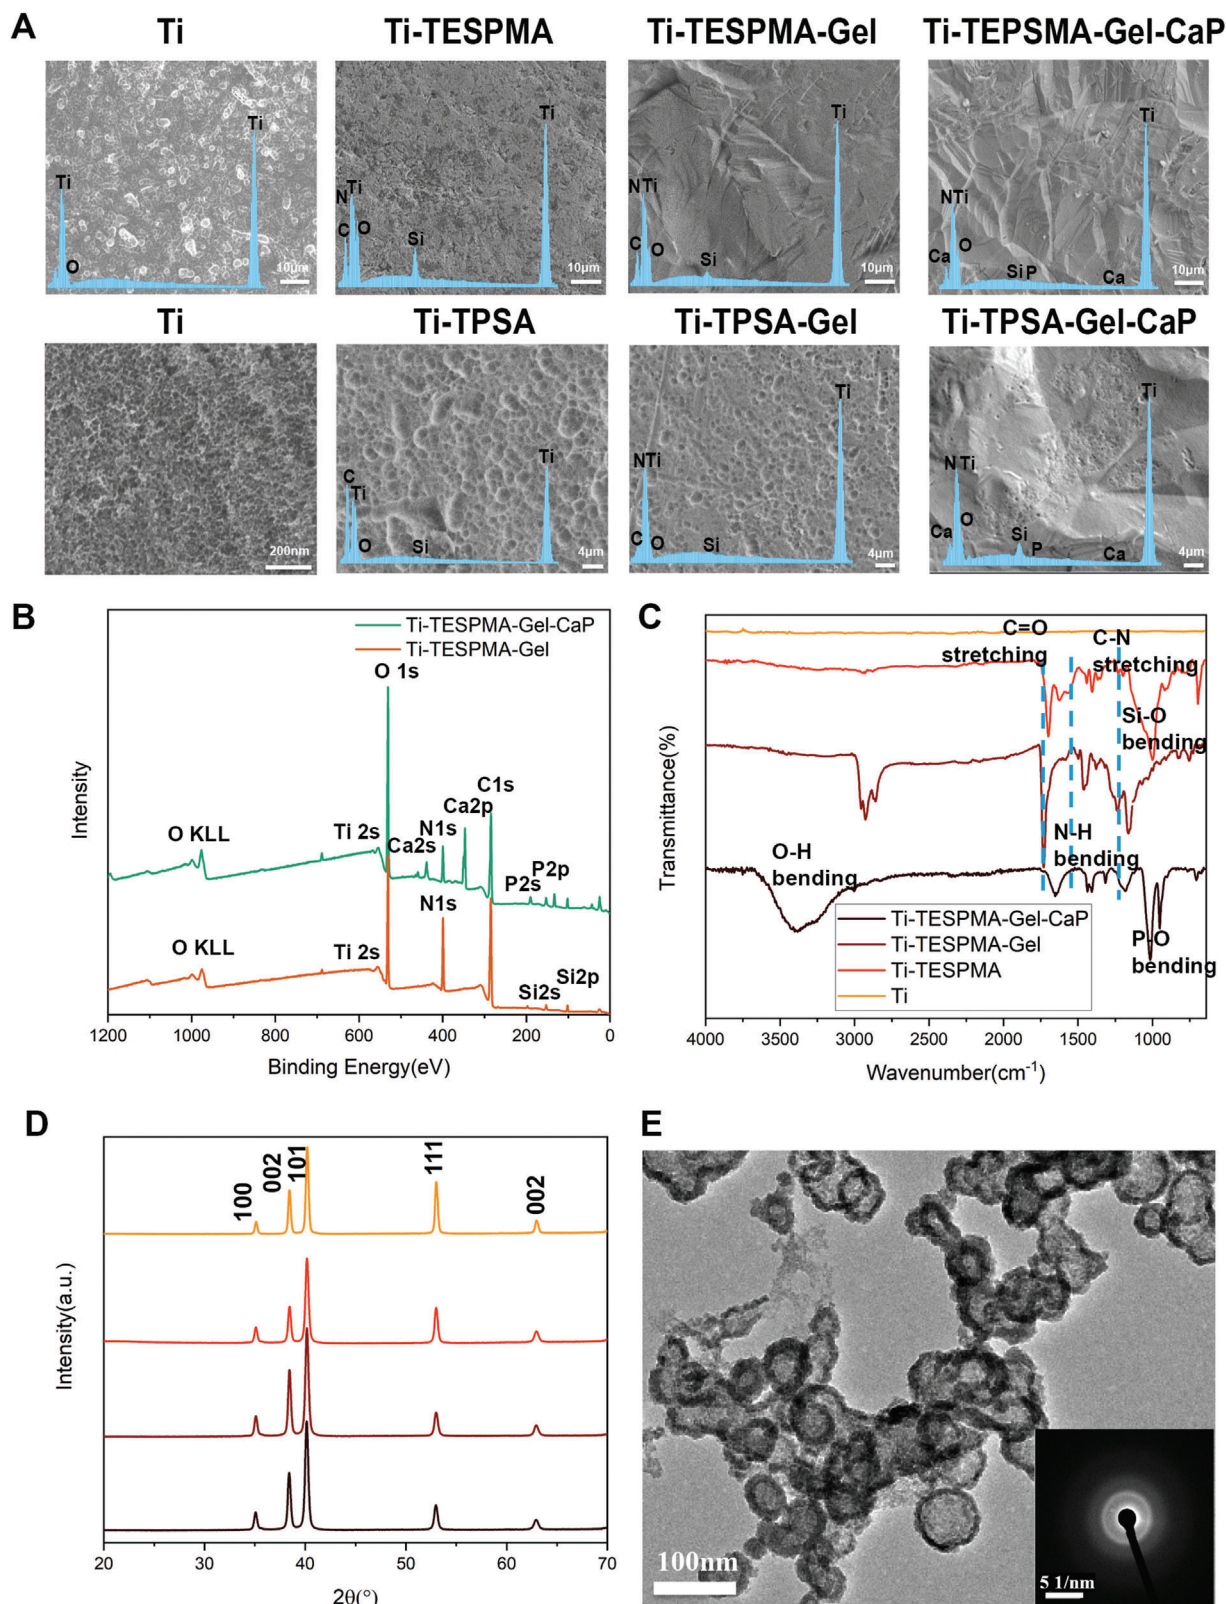 A
Ti
Ti-TESPMA
Ti-TESPMA-Gel
Ti-TEPSMA-Gel-CaP
Ti
Ti
O
10μm
Ti
N
Ti
C
O
Si
10μm
Ti
N
Ti
C
O
Si
10μm
Ti
N
Ti
O
Ca
Si
P
Ca
10μm
Ti
Ti-TPSA
Ti-TPSA-Gel
Ti-TPSA-Gel-CaP
200nm
Ti
C
Ti
O
Si
4μm
Ti
N
Ti
C
O
Si
4μm
Ti
N
Ti
O
Ca
Si
P
Ca
4μm
B
Ti-TESPMA-Gel-CaP
Ti-TESPMA-Gel
O 1s
C1s
Ca2p
N1s
Ti 2s
Ca2s
O KLL
P2p
P2s
N1s
O KLL
Ti 2s
Si2p
Si2s
Intensity
1200
1000
800
600
400
200
0
Binding Energy(eV)
C
C=O
stretching
C-N
stretching
Si-O
bending
N-H
bending
O-H
bending
P-O
bending
Ti-TESPMA-Gel-CaP
Ti-TESPMA-Gel
Ti-TESPMA
Ti
Transmittance(%)
4000
3500
3000
2500
2000
1500
1000
Wavenumber(cm⁻¹)
D
100
002
101
111
002
Intensity(a.u.)
20
30
40
50
60
70
2θ(°)
E
100nm
5 1/nm